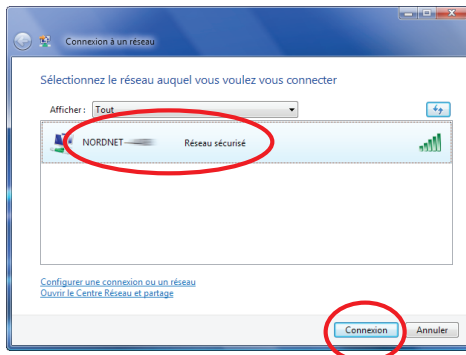 Connexion à un réseau
Sélectionnez le réseau auquel vous voulez vous connecter
Afficher : Tout
NORDNET Réseau sécurisé
Configurer une connexion ou un réseau
Ouvrir le Centre Réseau et partage
Connexion Annuler